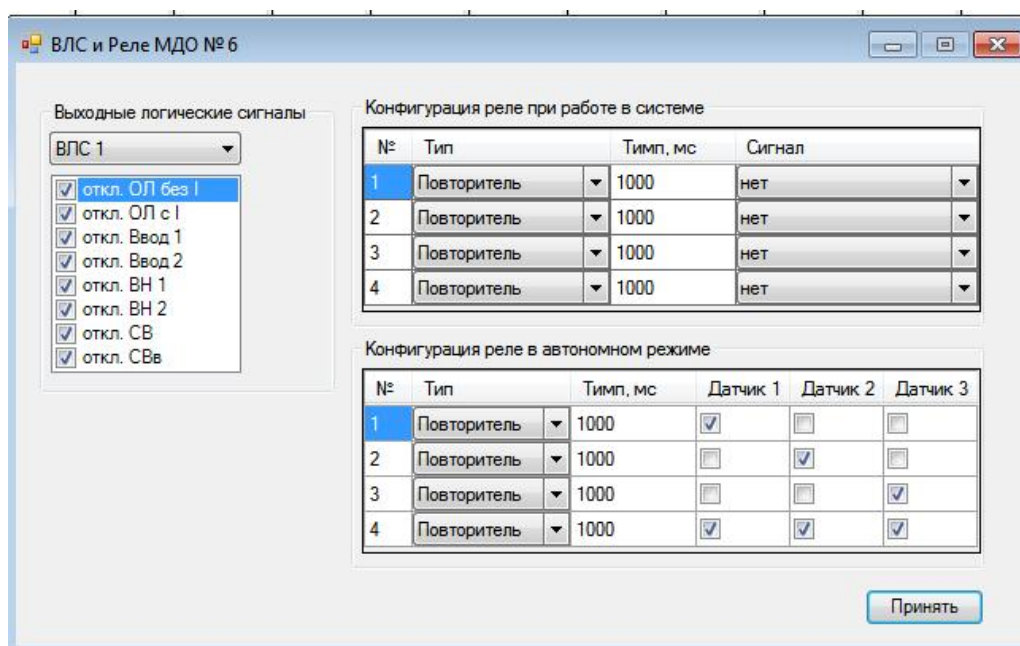 ВЛС и Реле МДО № 6
Выходные логические сигналы
ВЛС 1
откл. ОЛ без I
откл. ОЛ с I
откл. Ввод 1
откл. Ввод 2
откл. ВН 1
откл. ВН 2
откл. СВ
откл. СВв
Конфигурация реле при работе в системе
№ Тип Тимп, мс Сигнал
1 Повторитель 1000 нет
2 Повторитель 1000 нет
3 Повторитель 1000 нет
4 Повторитель 1000 нет
Конфигурация реле в автономном режиме
№ Тип Тимп, мс Датчик 1 Датчик 2 Датчик 3
1 Повторитель 1000
2 Повторитель 1000
3 Повторитель 1000
4 Повторитель 1000
Принять